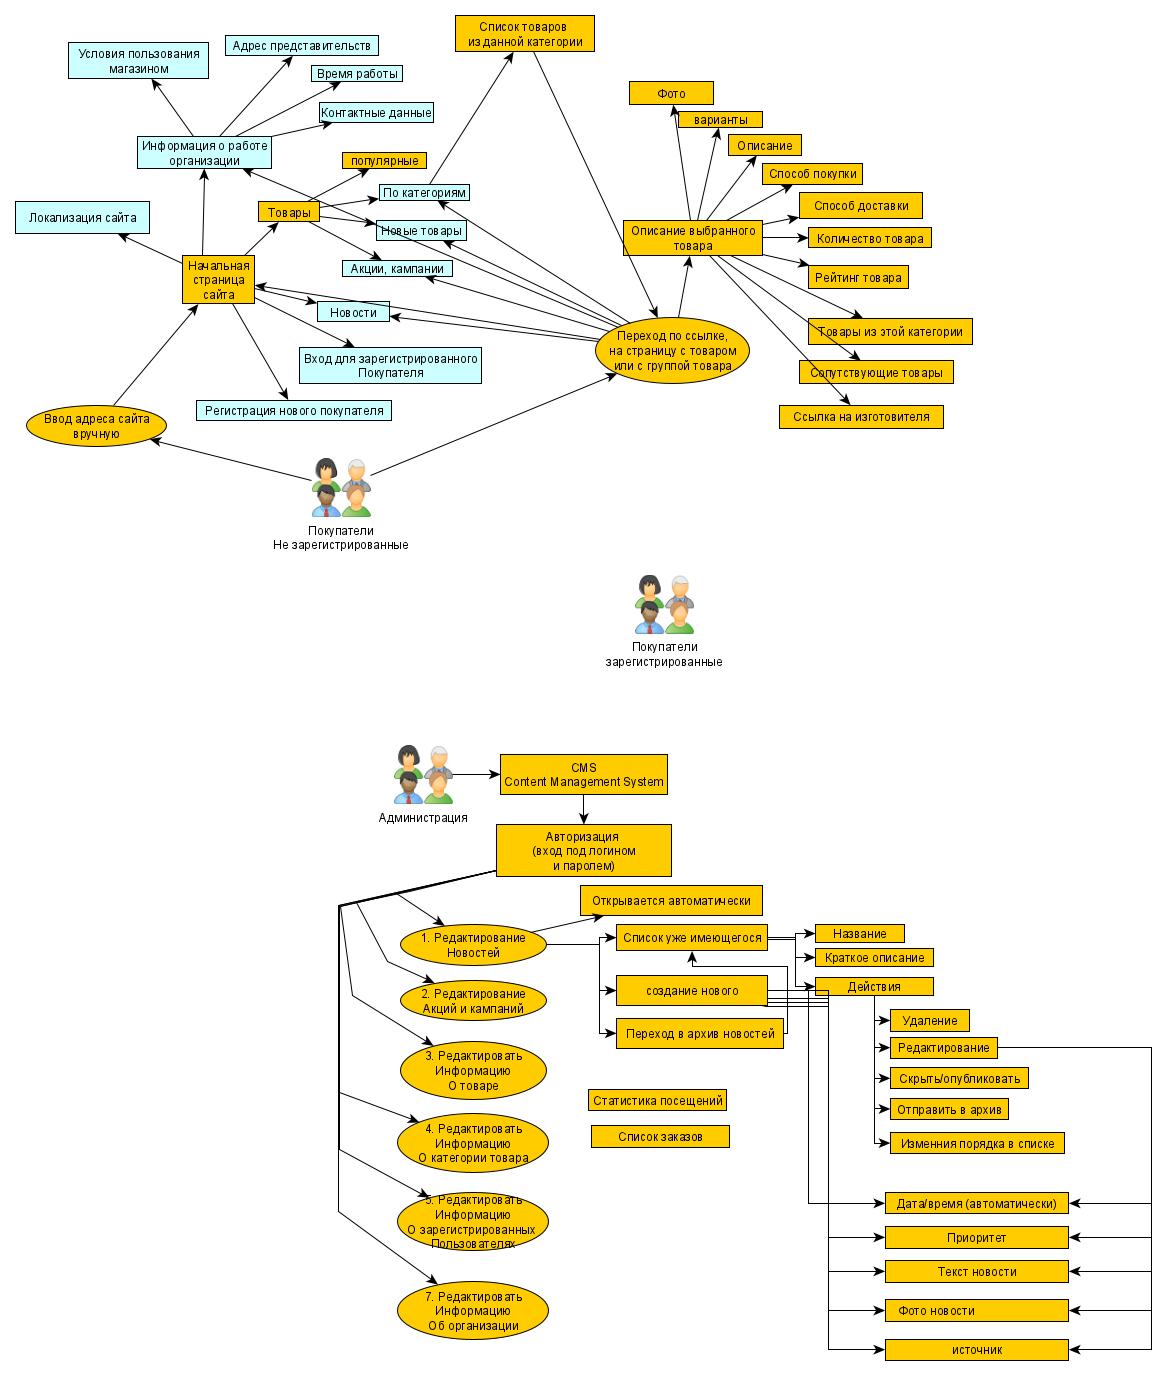 Список товаров
из данной категории
Условия пользования
магазином
Адрес представительств
Время работы
Контактные данные
Информация о работе
организации
популярные
По категориям
Товары
Новые товары
Локализация сайта
Акции, кампании
Начальная
страница
сайта
Новости
Вход для зарегистрированного
Покупателя
Регистрация нового покупателя
Ввод адреса сайта
вручную
Фото
варианты
Описание
Способ покупки
Способ доставки
Описание выбранного
товара
Количество товара
Рейтинг товара
Товары из этой категории
Сопутствующие товары
Ссылка на изготовителя
Переход по ссылке,
на страницу с товаром
или с группой товара
Покупатели
Не зарегистрированные
Покупатели
зарегистрированные
Администрация
CMS
Content Management System
Авторизация
(вход под логином
и паролем)
Открывается автоматически
1. Редактирование
Новостей
Список уже имеющегося
Название
Краткое описание
Действия
2. Редактирование
Акций и кампаний
создание нового
Переход в архив новостей
Удаление
Редактирование
Скрыть/опубликовать
Отправить в архив
Изменния порядка в списке
3. Редактировать
Информацию
О товаре
Статистика посещений
Список заказов
4. Редактировать
Информацию
О категории товара
5. Редактировать
Информацию
О зарегистрированных
Пользователях
7. Редактировать
Информацию
Об организации
Дата/время (автоматически)
Приоритет
Текст новости
Фото новости
источник